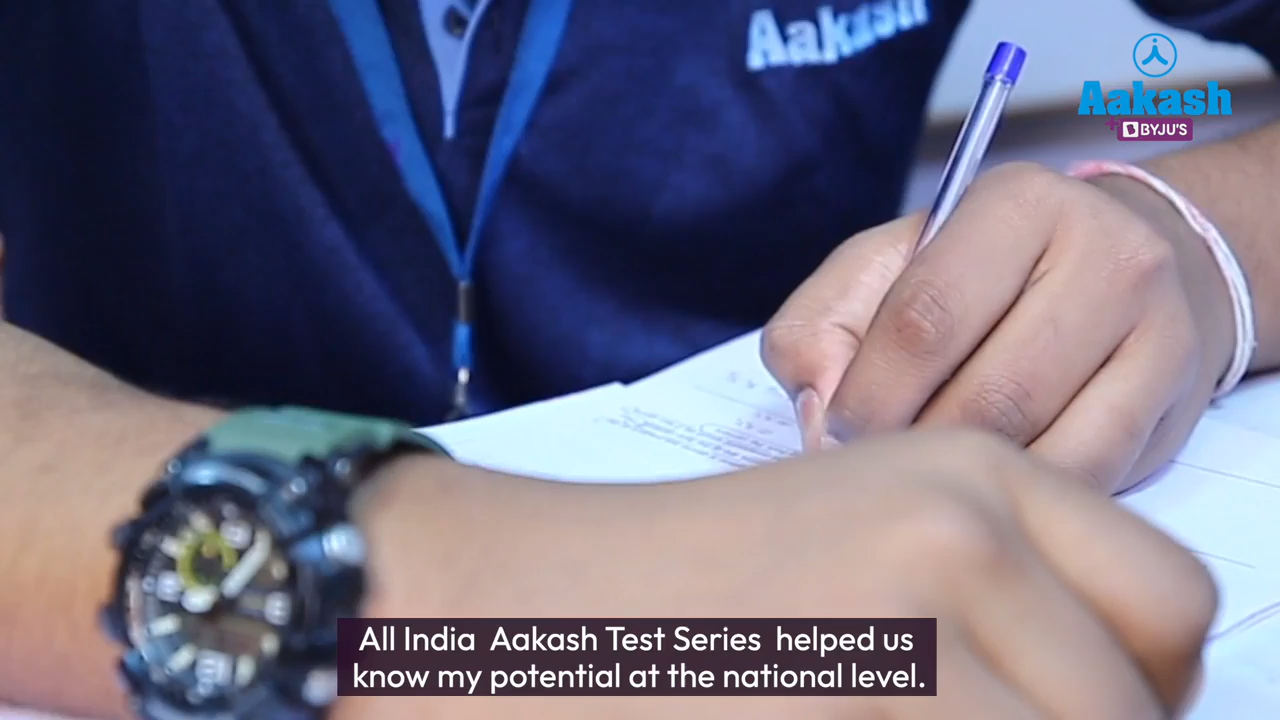 Aakash
Aakash
+ BYJU'S
All India Aakash Test Series helped us
know my potential at the national level.